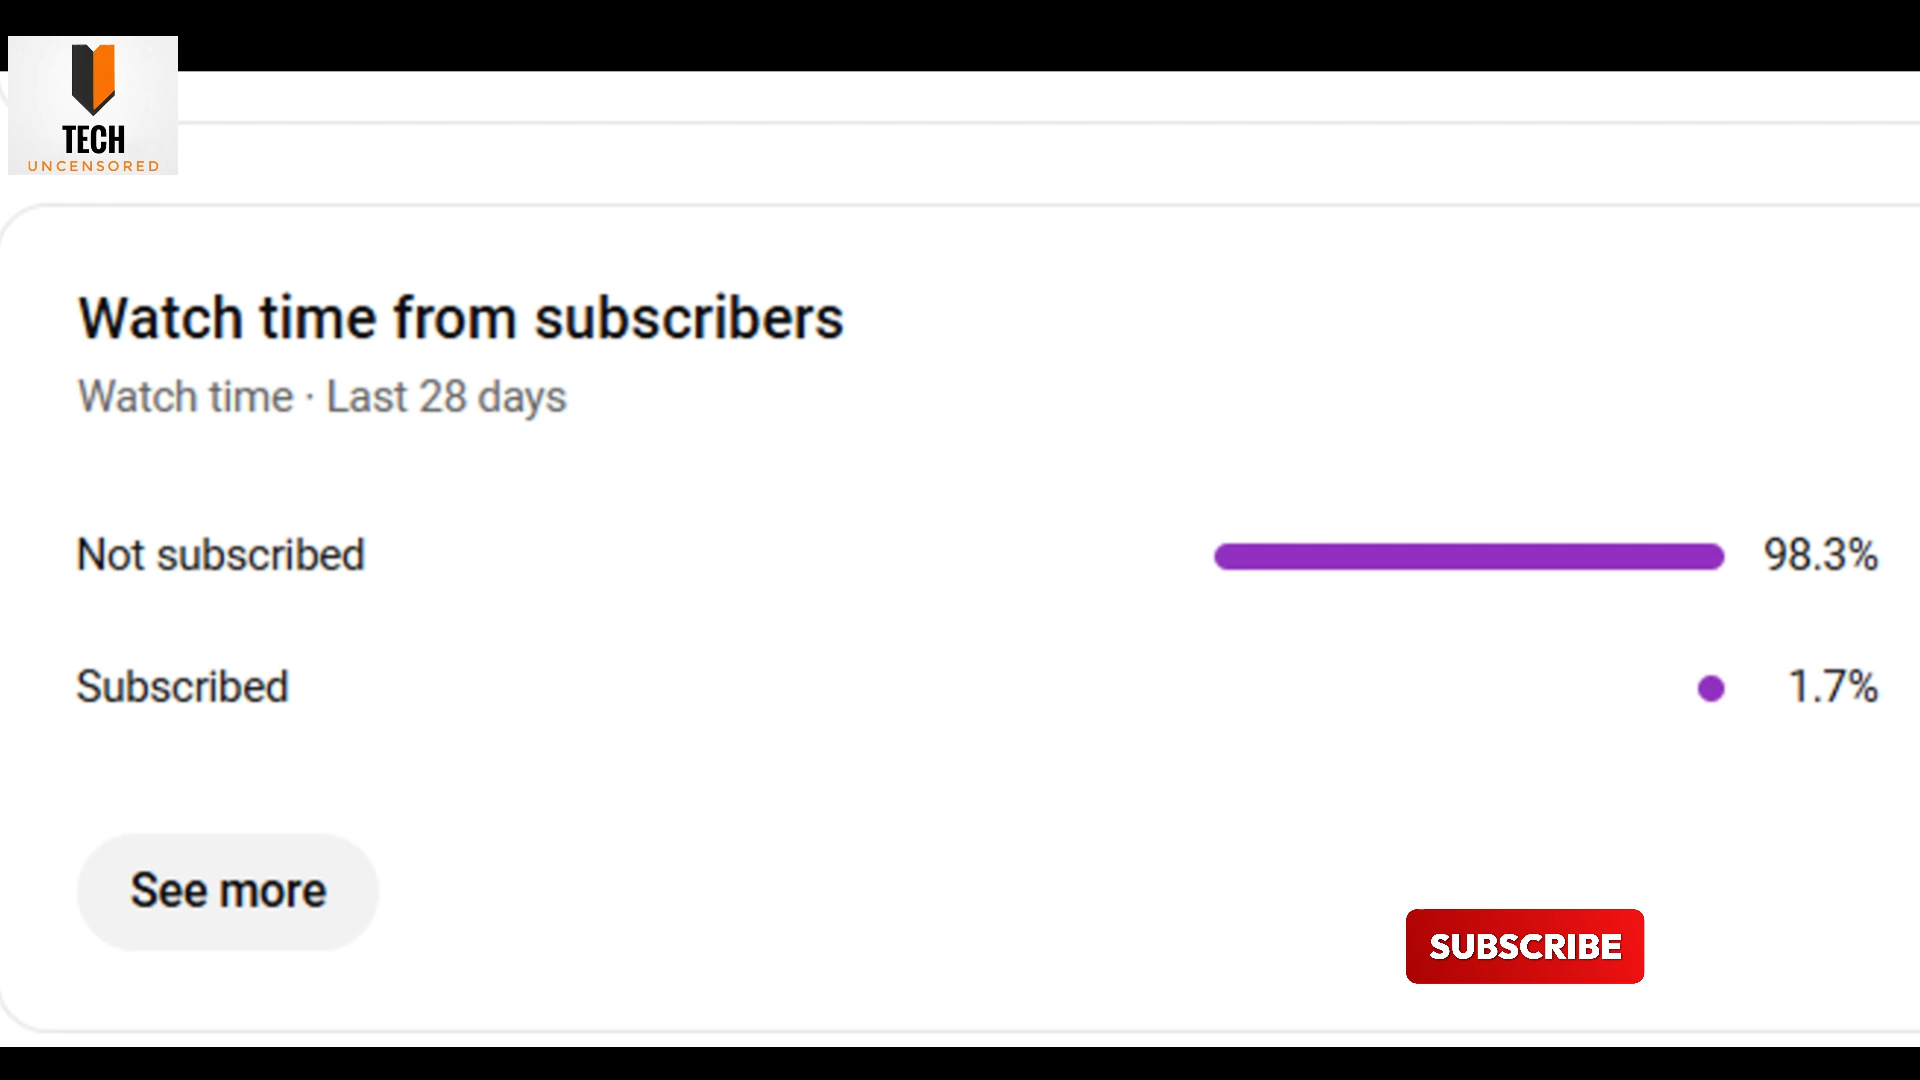 TECH
UNCENSORED
Watch time from subscribers
Watch time · Last 28 days
Not subscribed 98.3%
Subscribed 1.7%
See more
SUBSCRIBE